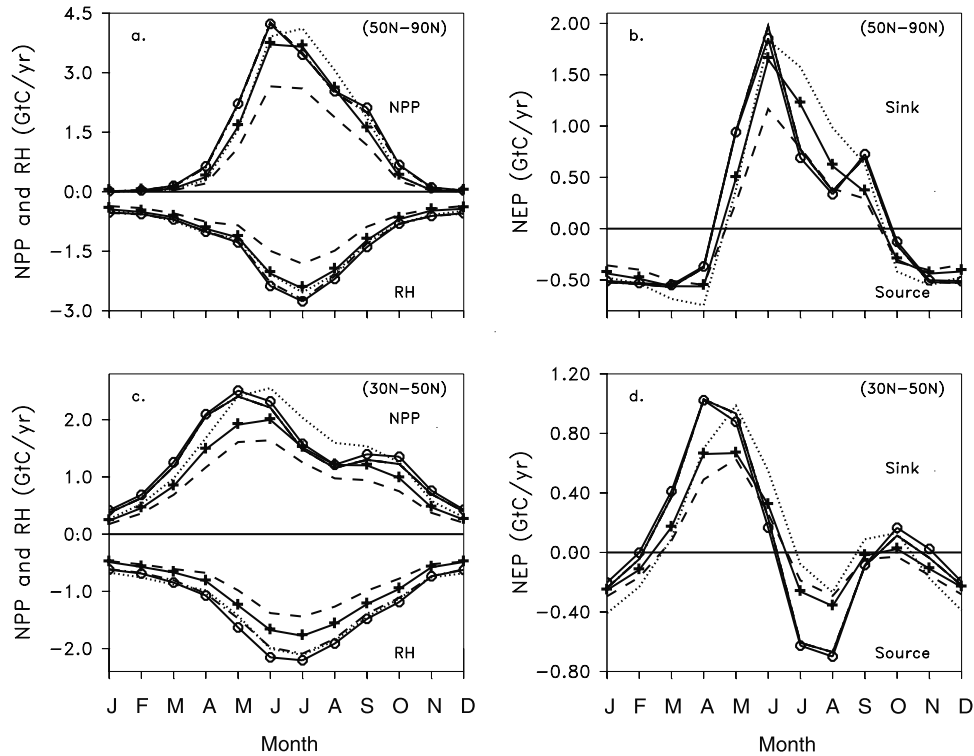 a.
(50N−90N)
4.5
3.0
1.5
0.0
−1.5
−3.0
NPP and RH (GtC/yr)
NPP
RH
b.
(50N−90N)
2.00
1.50
1.00
0.50
0.00
−0.50
NEP (GtC/yr)
Sink
Source
c.
(30N−50N)
2.0
1.0
0.0
−1.0
−2.0
NPP and RH (GtC/yr)
NPP
RH
J F M A M J J A S O N D
Month
d.
(30N−50N)
1.20
0.80
0.40
0.00
−0.40
−0.80
NEP (GtC/yr)
Sink
Source
J F M A M J J A S O N D
Month